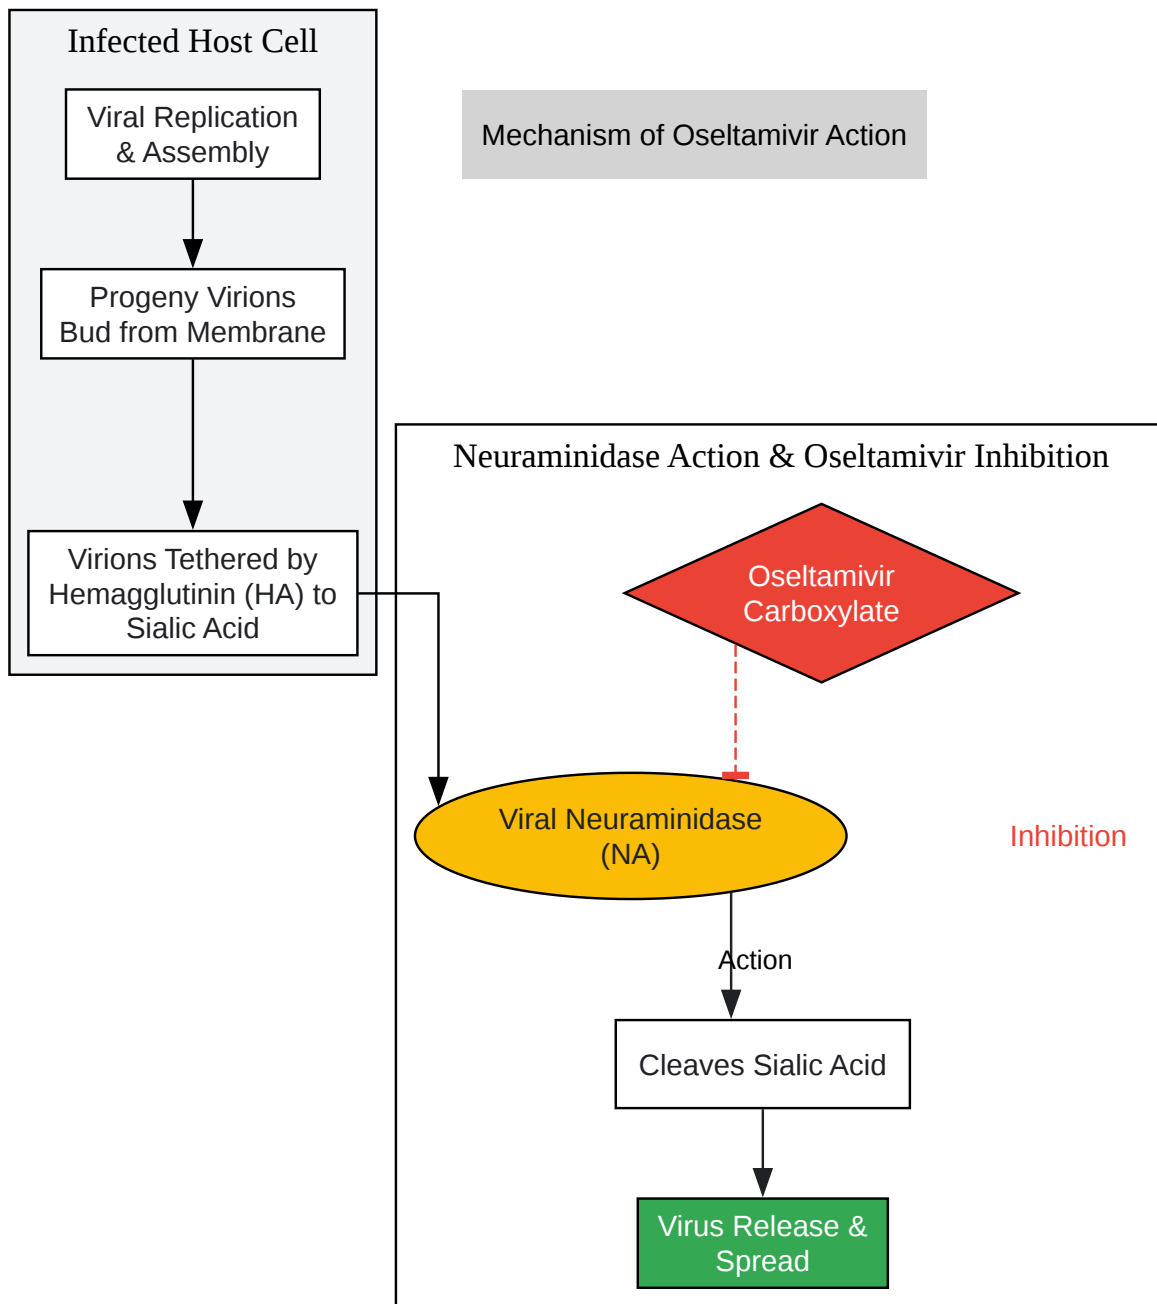 Infected Host Cell
Viral Replication
& Assembly
Mechanism of Oseltamivir Action
Progeny Virions
Bud from Membrane
Neuraminidase Action & Oseltamivir Inhibition
Virions Tethered by
Hemagglutinin (HA) to
Sialic Acid
Oseltamivir
Carboxylate
Viral Neuraminidase
(NA)
Inhibition
Action
Cleaves Sialic Acid
Virus Release &
Spread